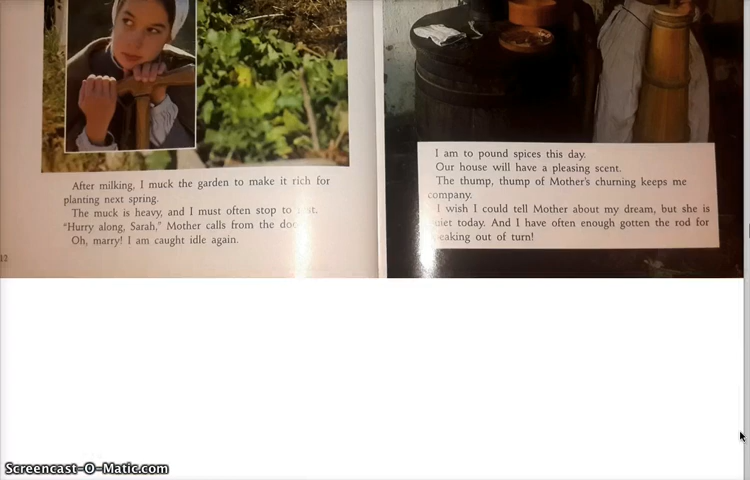 After milking, I muck the garden to make it rich for
planting next spring.
The muck is heavy, and I must often stop to
"Hurry along, Sarah," Mother calls from the
Oh, marry! I am caught idle again.
12
I am to pound spices this day.
Our house will have a pleasing scent.
The thump, thump of Mother's churning keeps me
company.
I wish I could tell Mother about my dream, but she is
today. And I have often enough gotten the rod for
out of turn!
Screencast-O-Matic.com